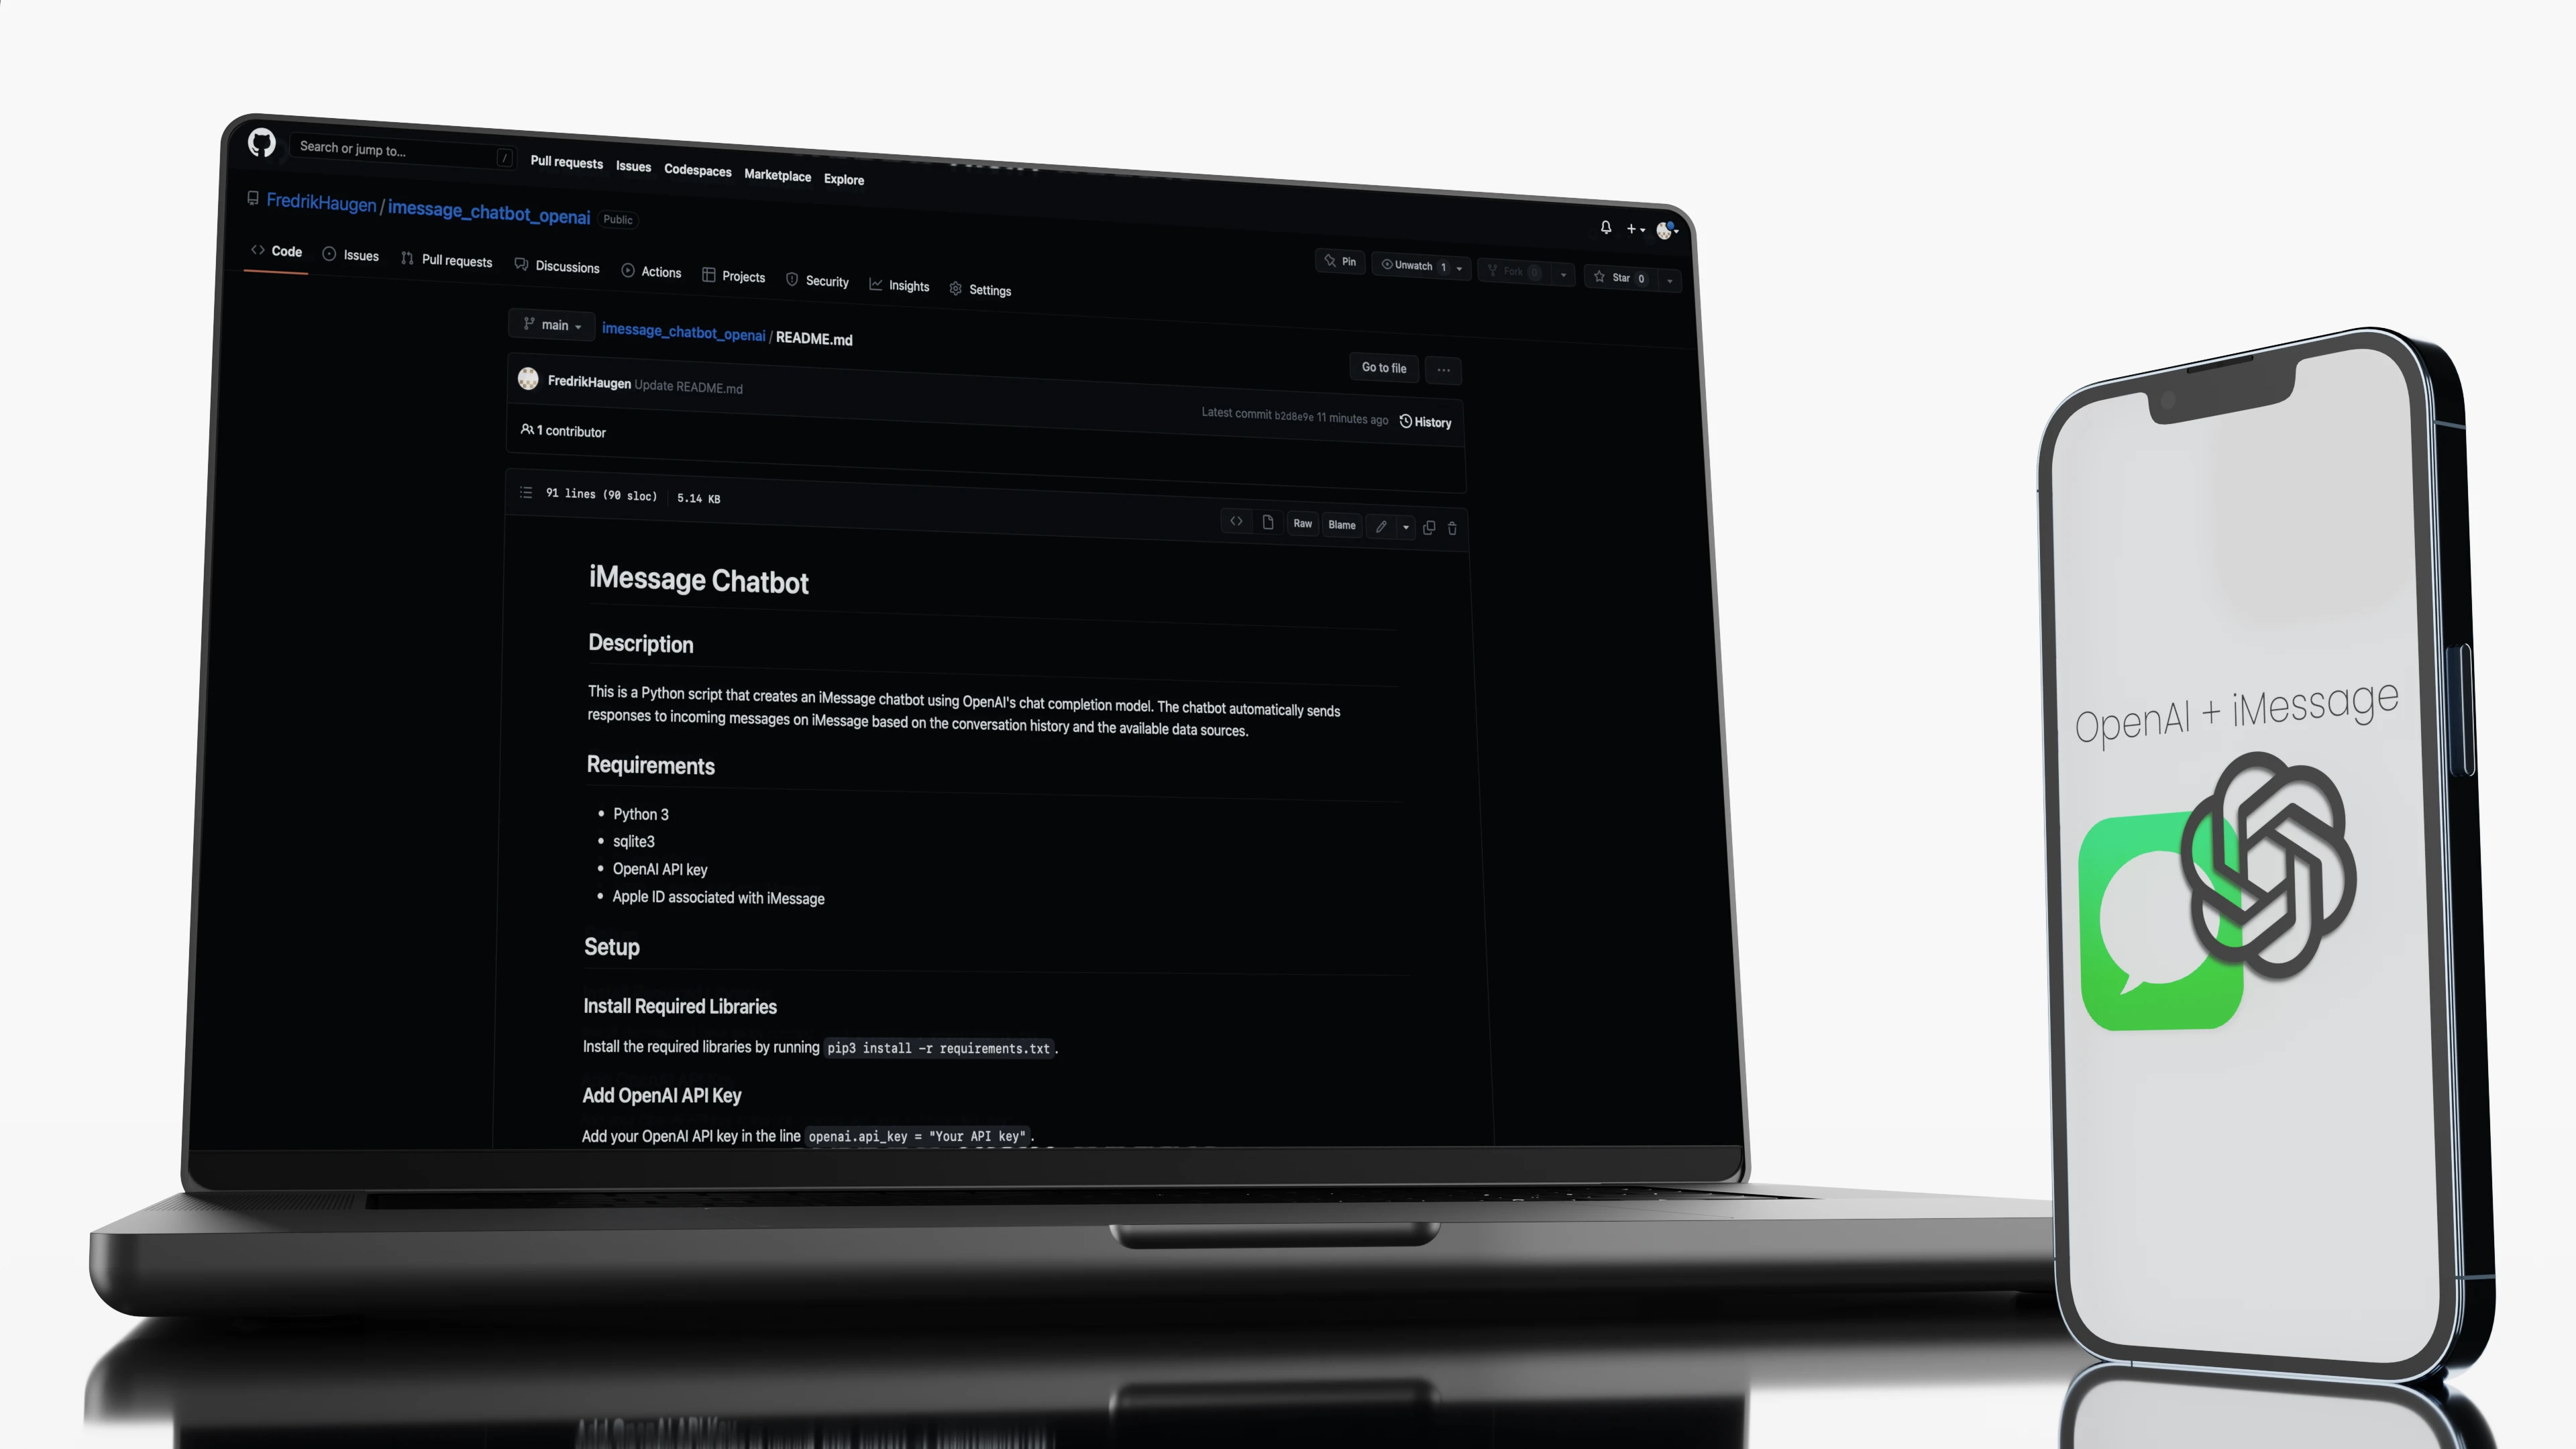 Search or jump to... /
Pull requests Issues Codespaces Marketplace Explore
FredrikHaugen / imessage_chatbot_openai Public
Pin Unwatch 1 Fork 0 Star 0
Code Issues Pull requests Discussions Actions Projects Security Insights Settings
main imessage_chatbot_openai / README.md
Go to file ...
FredrikHaugen Update README.md
Latest commit b2d8e9e 11 minutes ago History
1 contributor
91 lines (90 sloc) 5.14 KB
<> Raw Blame
iMessage Chatbot
Description
This is a Python script that creates an iMessage chatbot using OpenAI's chat completion model. The chatbot automatically sends
responses to incoming messages on iMessage based on the conversation history and the available data sources.
Requirements
• Python 3
• sqlite3
• OpenAI API key
• Apple ID associated with iMessage
Setup
Install Required Libraries
Install the required libraries by running pip3 install -r requirements.txt.
Add OpenAI API Key
Add your OpenAI API key in the line openai.api_key = "Your API key".
OpenAI + iMessage